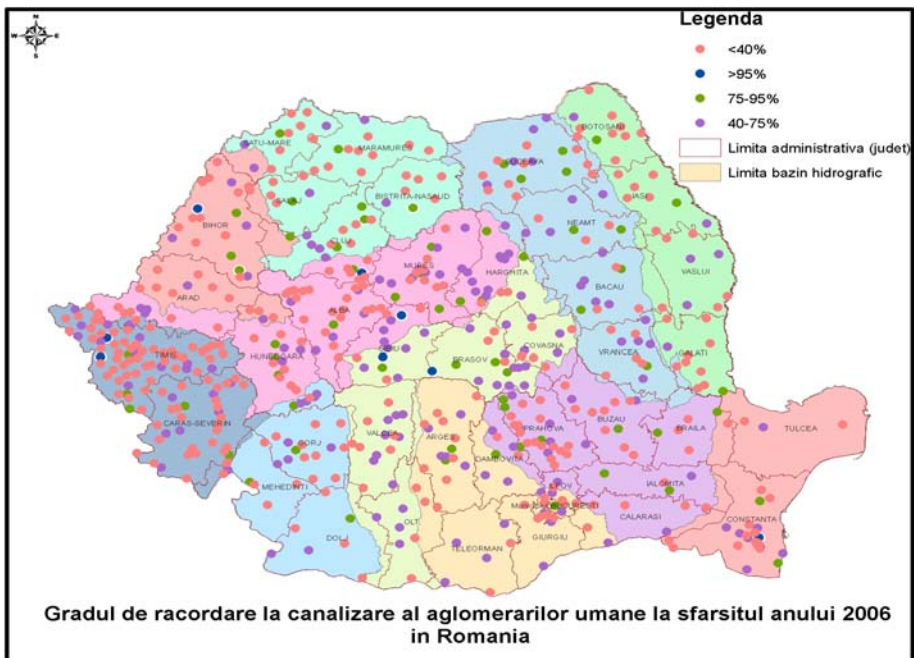 Legenda
<40%
>95%
75-95%
40-75%
Limita administrativa (judet)
Limita bazin hidrografic
N
W E
S
BOTOSANI
SATU-MARE
MARAMURES
SUCEAVA
IASI
SALAJ
BISTRITA-NASAUD
NEAMT
BIHOR
CLUJ
MURES
HARGHITA
VASLUI
BACAU
ARAD
ALBA
TIMIS
HUNEDOARA
SIBIU
BRASOV
COVASNA
VRANCEA
GALATI
CARAS-SEVERIN
GORJ
VALCEA
ARGES
PRAHOVA
BUZAU
BRAILA
TULCEA
DAMBOVITA
MEHEDINTI
IALOMITA
ILFOV
CONSTANTA
OLT
CALARASI
DOLJ
TELEORMAN
GIURGIU
Gradul de racordare la canalizare al aglomerarilor umane la sfarsitul anului 2006
in Romania